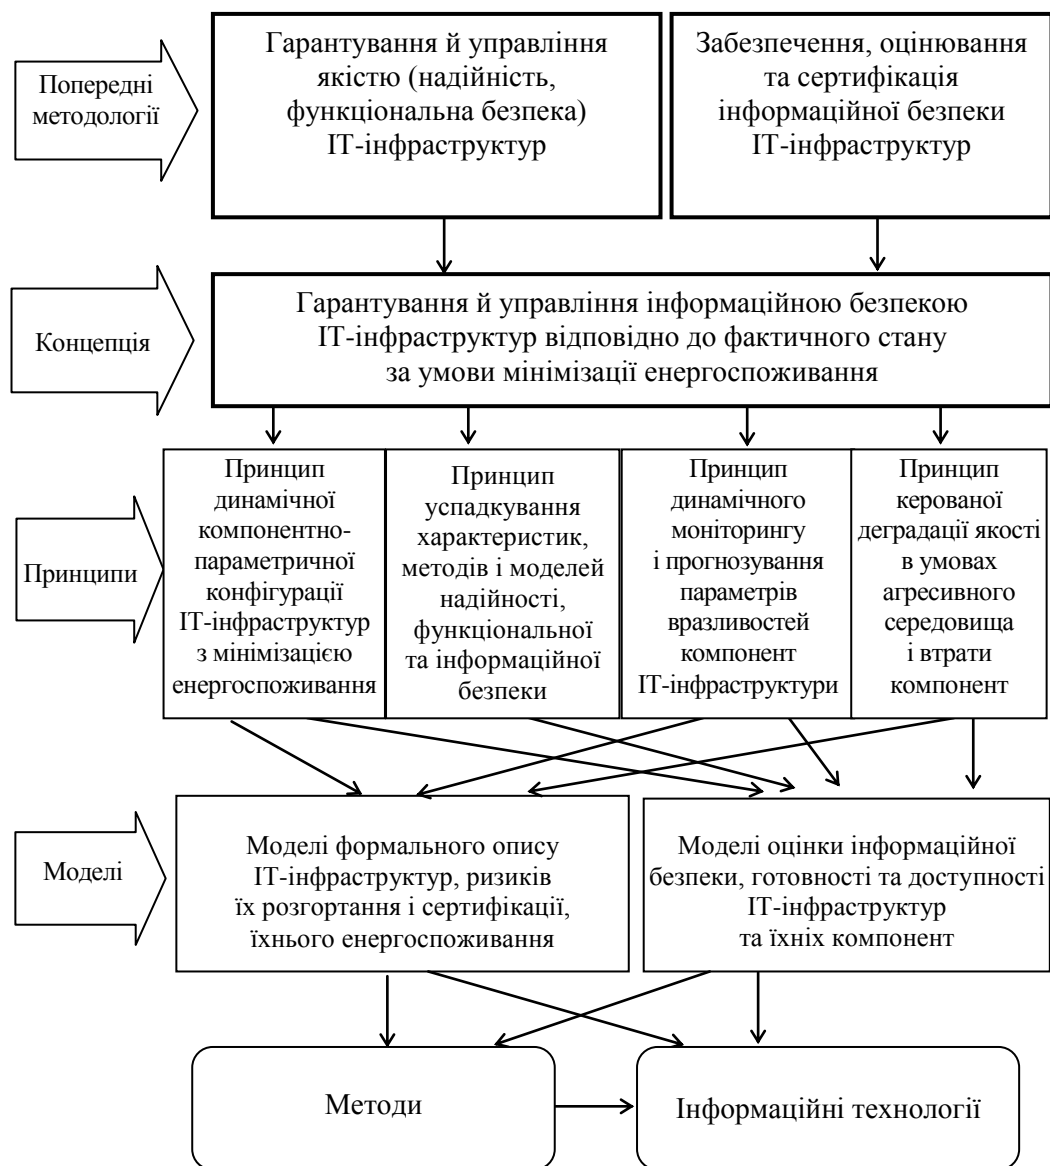 Попередні
методології
Гарантування й управління
якістю (надійність,
функціональна безпека)
ІТ-інфраструктур
Забезпечення, оцінювання
та сертифікація
інформаційної безпеки
ІТ-інфраструктур
Концепція
Гарантування й управління інформаційною безпекою
ІТ-інфраструктур відповідно до фактичного стану
за умови мінімізації енергоспоживання
Принципи
Принцип
динамічної
компонентно-
параметричної
конфігурації
ІТ-інфраструктур
з мінімізацією
енергоспоживання
Принцип
успадкування
характеристик,
методів і моделей
надійності,
функціональної
та інформаційної
безпеки
Принцип
динамічного
моніторингу
і прогнозування
параметрів
вразливостей
компонент
ІТ-інфраструктури
Принцип
керованої
деградації якості
в умовах
агресивного
середовища
і втрати
компонент
Моделі
Моделі формального опису
ІТ-інфраструктур, ризиків
їх розгортання і сертифікації,
їхнього енергоспоживання
Моделі оцінки інформаційної
безпеки, готовності та доступності
ІТ-інфраструктур
та їхніх компонент
Методи
Інформаційні технології